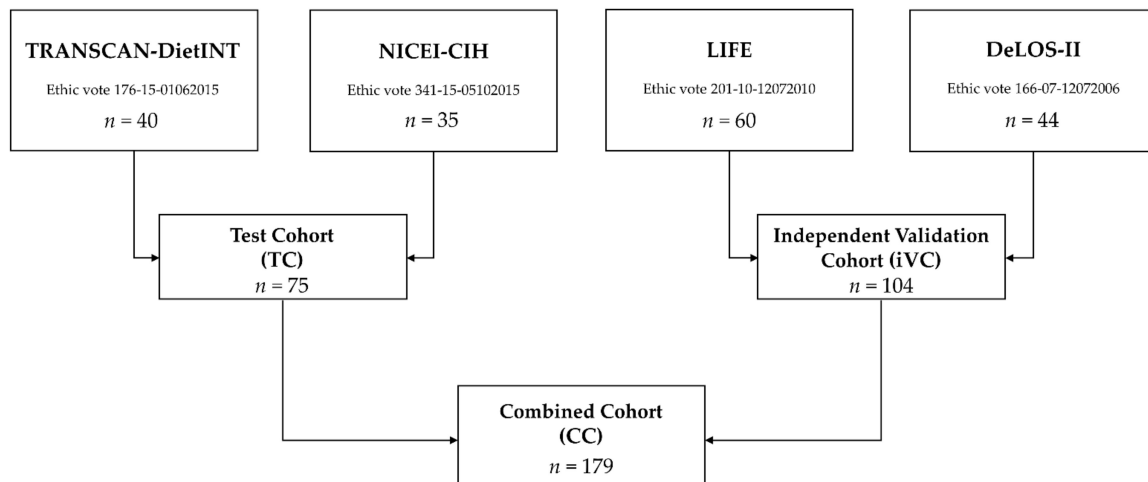 TRANSCAN-DietINT
Ethic vote 176-15-01062015
n = 40
NICEI-CIH
Ethic vote 341-15-05102015
n = 35
LIFE
Ethic vote 201-10-12072010
n = 60
DeLOS-II
Ethic vote 166-07-12072006
n = 44
Test Cohort
(TC)
n = 75
Independent Validation
Cohort (iVC)
n = 104
Combined Cohort
(CC)
n = 179